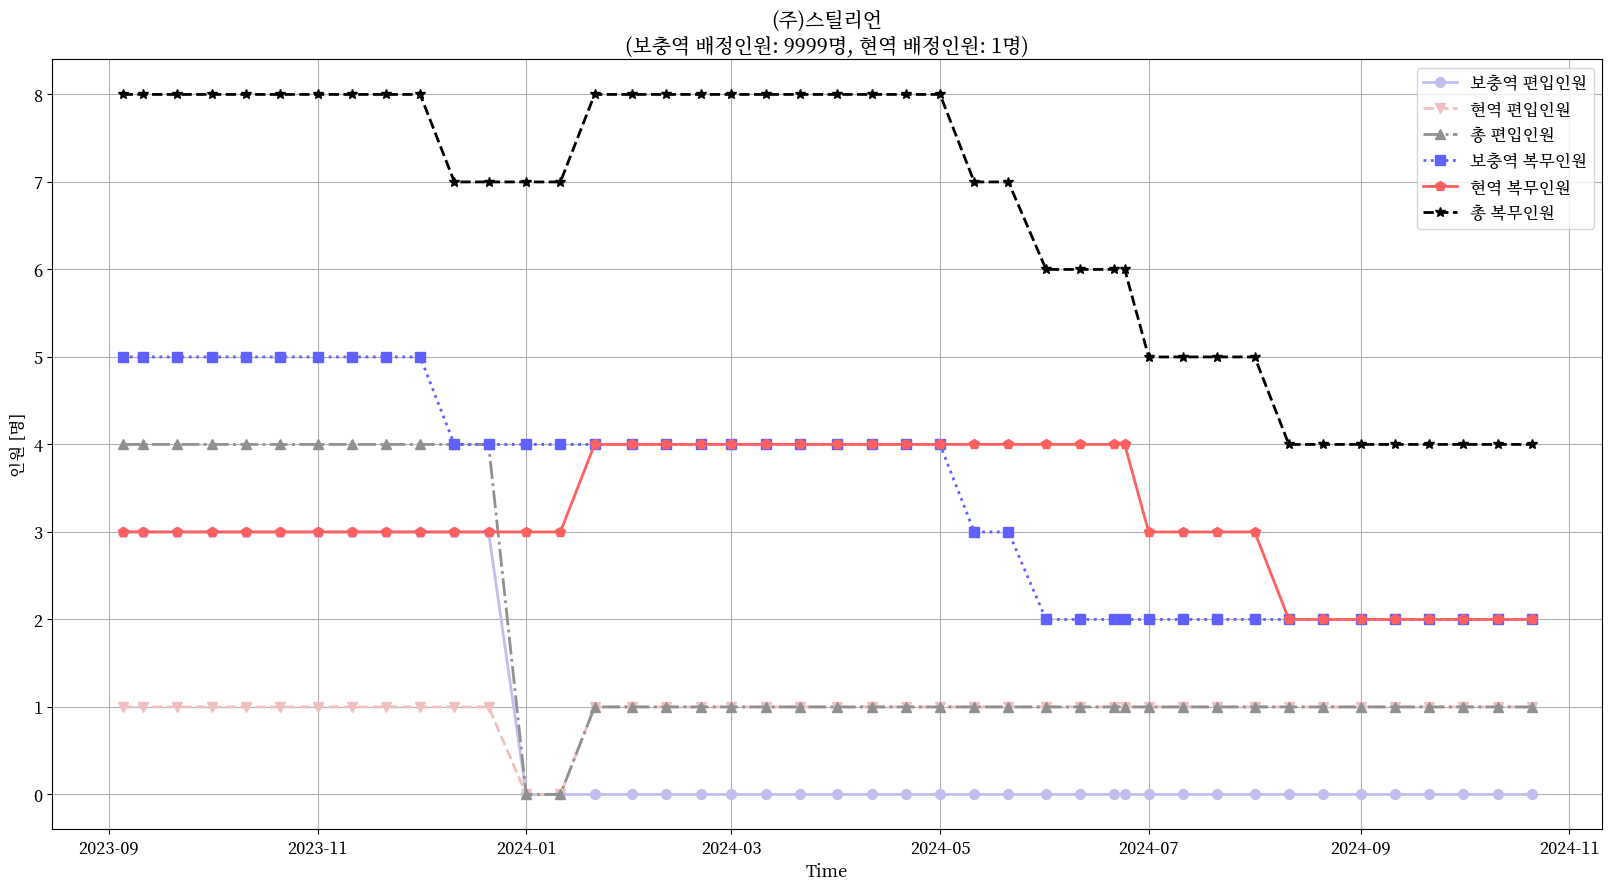 (주)스틸리언
(보충역 배정인원: 9999명, 현역 배정인원: 1명)
보충역 편입인원
현역 편입인원
총 편입인원
보충역 복무인원
현역 복무인원
총 복무인원
8
7
6
5
4
3
2
1
0
인원 [명]
2023-09 2023-11 2024-01 2024-03 2024-05 2024-07 2024-09 2024-11
Time